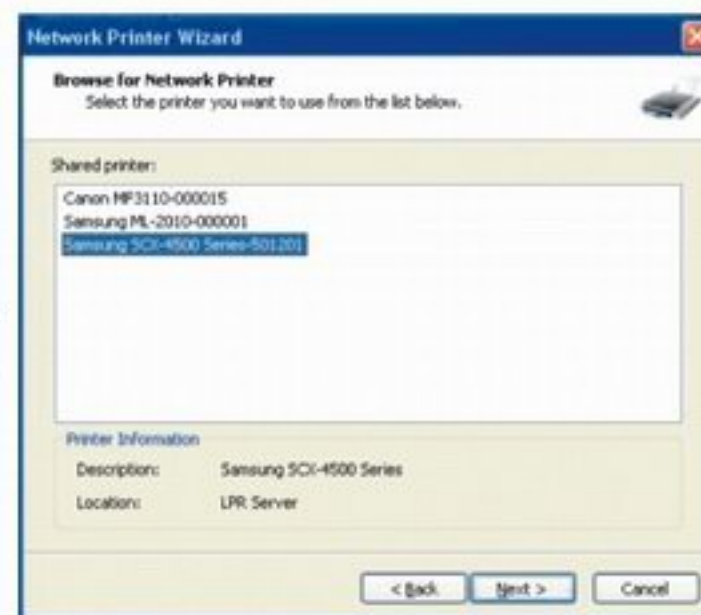 Network Printer Wizard
Browse for Network Printer
Select the printer you want to use from the list below.
Shared printer:
Canon MF3110-000015
Samsung ML-2010-000001
Samsung SCX-4500 Series-501201
Printer Information
Description: Samsung SCX-4500 Series
Location: LPR Server
< Back Next > Cancel